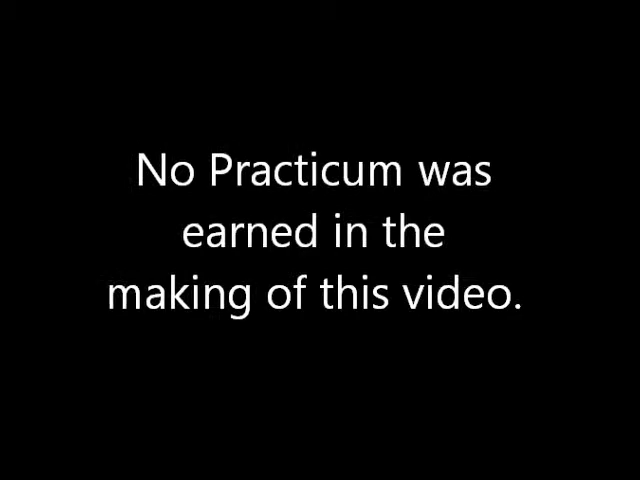 No Practicum was
earned in the
making of this video.